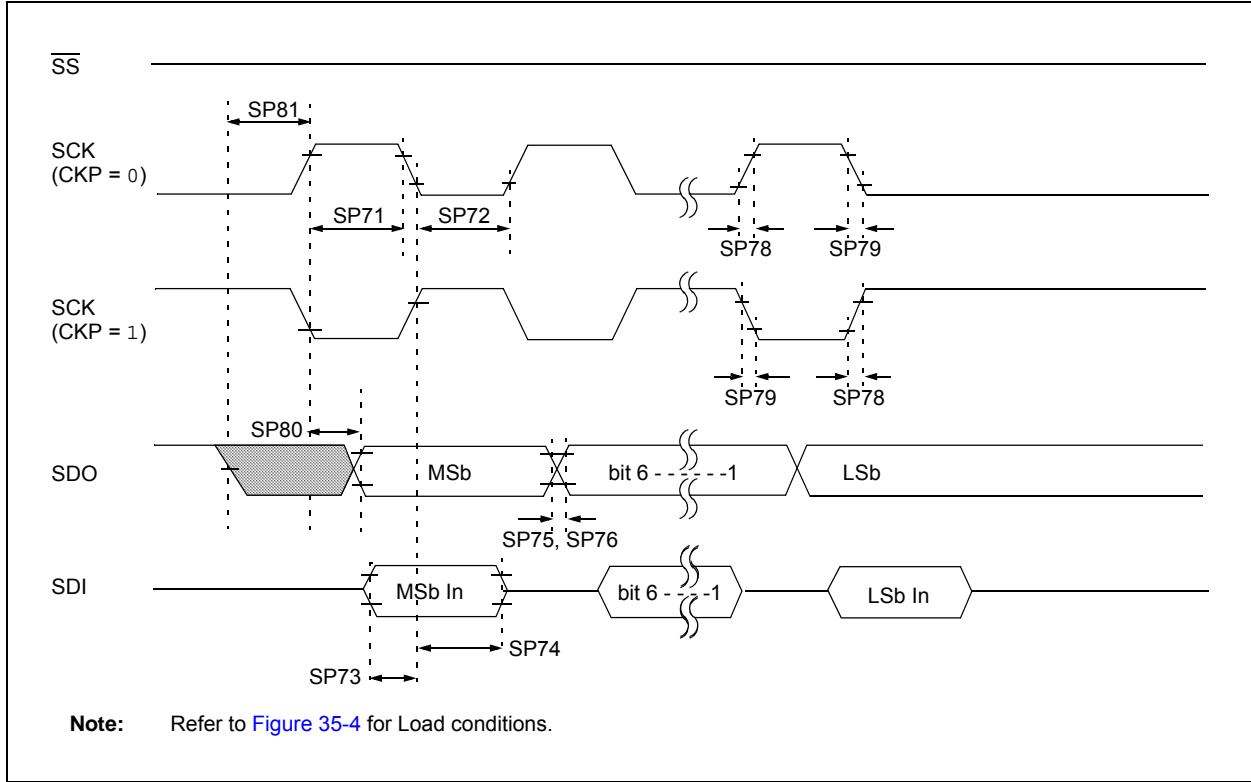 SS
SP81
SCK
(CKP = 0)
SP71
SP72
SP78
SP79
SCK
(CKP = 1)
SP79
SP78
SP80
SDO
MSb
bit 6 - - - - - -1
LSb
SP75, SP76
SDI
MSb In
bit 6 - - - -1
LSb In
SP74
SP73
Note: Refer to Figure 35-4 for Load conditions.